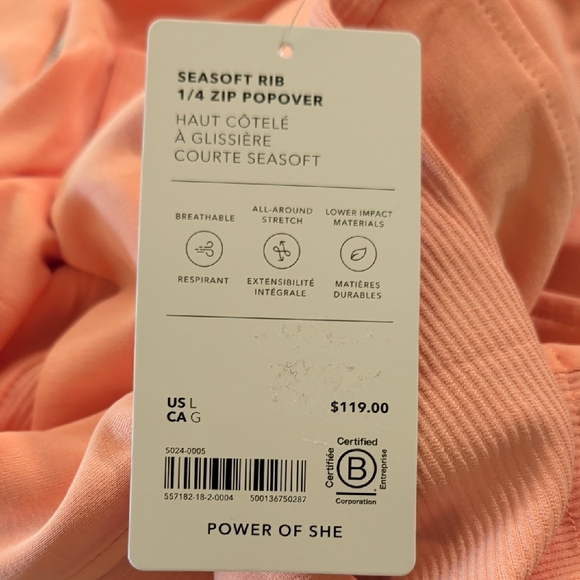 SEASOFT RIB
1/4 ZIP POPOVER
HAUT CÔTELÉ
À GLISSIÈRE
COURTE SEASOFT
BREATHABLE
RESPIRANT
ALL-AROUND
STRETCH
EXTENSIBILITÉ
INTÉGRALE
LOWER IMPACT
MATERIALS
MATIÈRES
DURABLES
US L
CA G
$119.00
S024-0005
557182-18-2-0004 500136750287
Certified
Certifiée
B
Entreprise
Corporation
POWER OF SHE